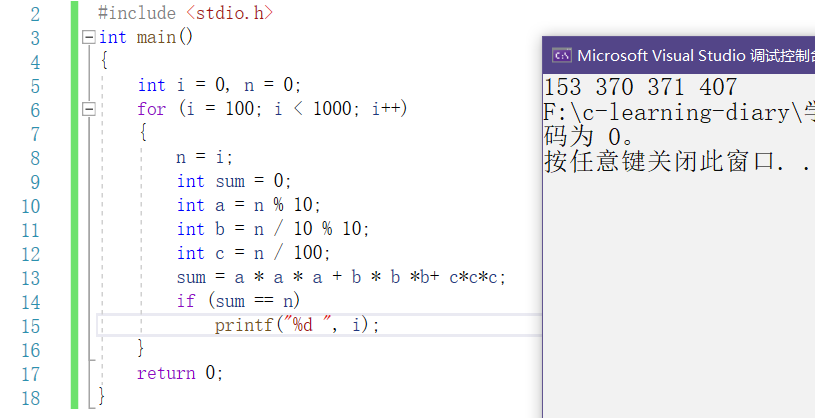 2 #include <stdio.h>
3 int main()
4 {
5 int i = 0, n = 0;
6 for (i = 100; i < 1000; i++)
7 {
8 n = i;
9 int sum = 0;
10 int a = n % 10;
11 int b = n / 10 % 10;
12 int c = n / 100;
13 sum = a * a * a + b * b *b+ c*c*c;
14 if (sum == n)
15 printf("%d ", i);
16 }
17 return 0;
18 }
Microsoft Visual Studio 调试控制台
153 370 371 407
F:\c-learning-diary\
码为 0。
按任意键关闭此窗口. .